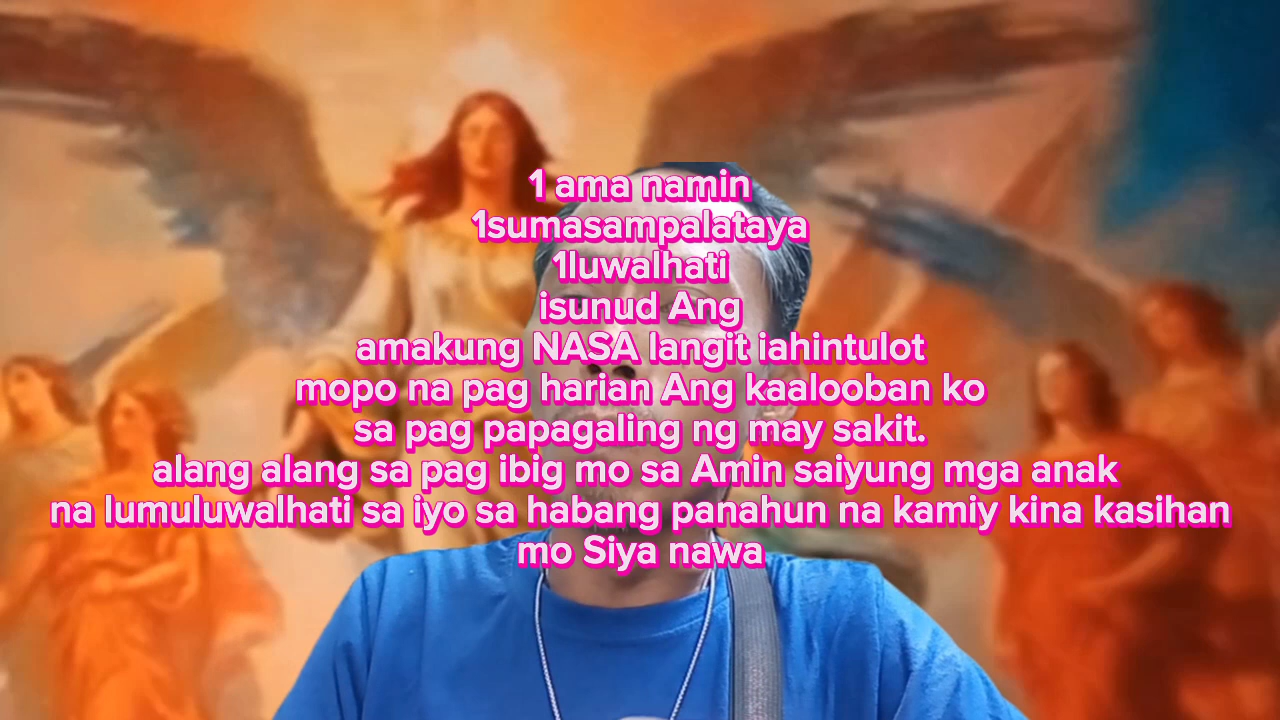 1 ama namin
1sumasampalataya
1luwalhati
isunud Ang
amakung NASA langit iahintulot
mopo na pag harian Ang kaalooban ko
sa pag papagaling ng may sakit.
alang alang sa pag ibig mo sa Amin saiyung mga anak
na lumuluwalhati sa iyo sa habang panahun na kamiy kina kasihan
mo Siya nawa